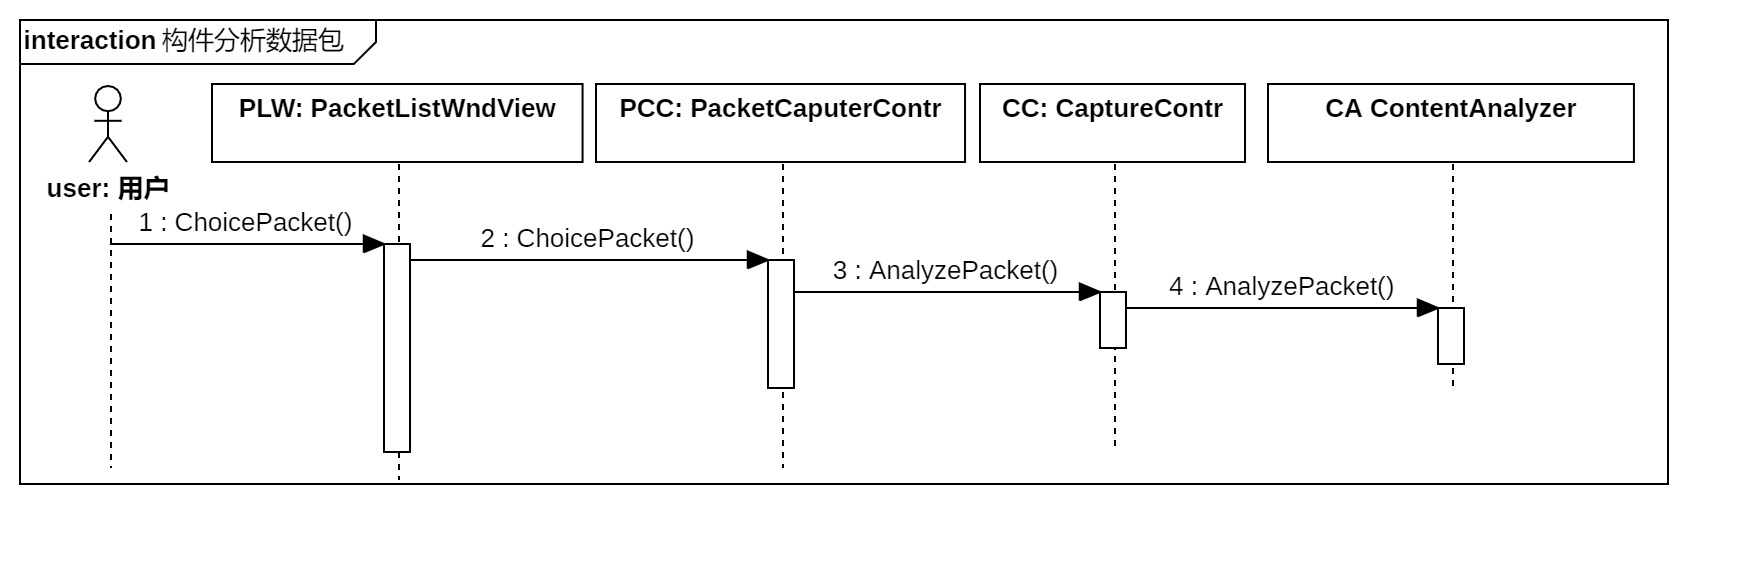 interaction 构件分析数据包
PLW: PacketListWndView
PCC: PacketCaputerContr
CC: CaptureContr
CA ContentAnalyzer
user: 用户
1 : ChoicePacket()
2 : ChoicePacket()
3 : AnalyzePacket()
4 : AnalyzePacket()